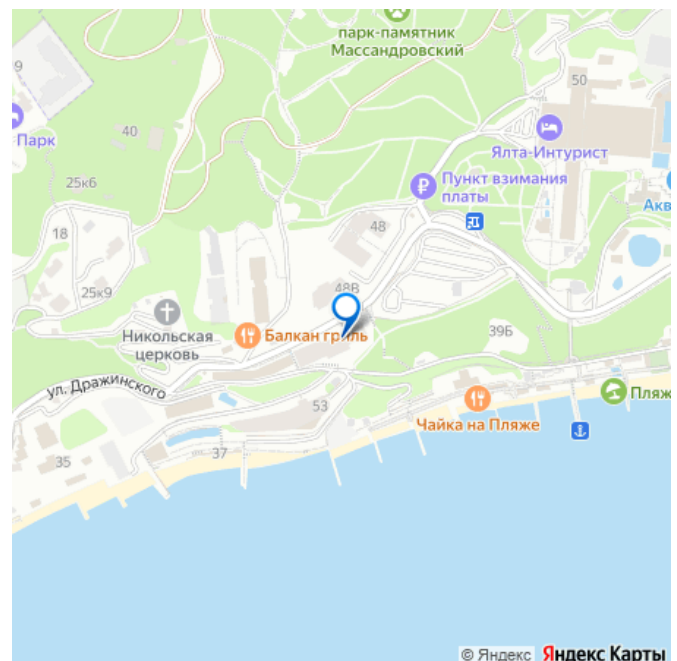 парк-памятник
Массандровский
9
50
40
Парк
Ялта-Интурист
25к6
Пункт взимания
платы
Акв
18
48
25к9
48В
Никольская
церковь
Балкан гриль
39Б
ул. Дражинского
Пляж
53
Чайка на Пляже
35
37
© Яндекс Яндекс Карты